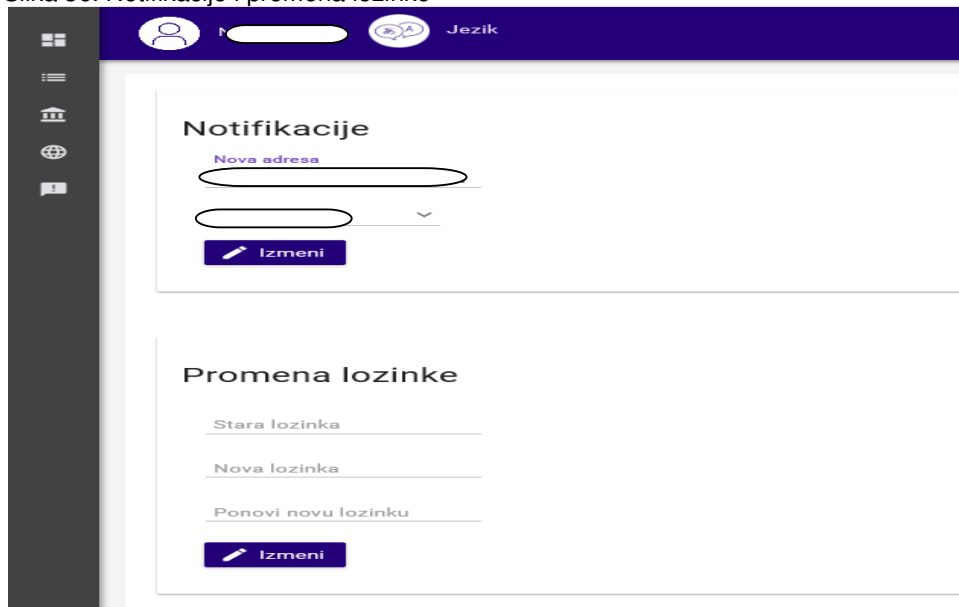 Jezik
Notifikacije
Nova adresa
Izmeni
Promena lozinke
Stara lozinka
Nova lozinka
Ponovi novu lozinku
Izmeni